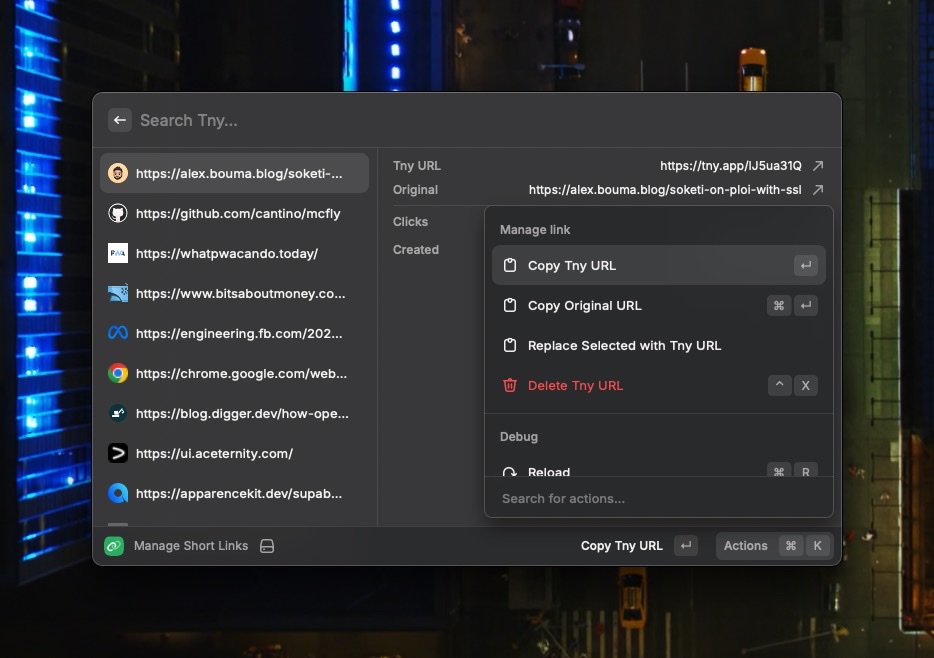 Search Tny...
https://alex.bouma.blog/soketi-...
https://github.com/cantino/mcfly
https://whatpwacando.today/
https://www.bitsaboutmoney.co...
https://engineering.fb.com/202...
https://chrome.google.com/web...
https://blog.digger.dev/how-ope...
https://ui.aceternity.com/
https://apparencekit.dev/supab...
Tny URL https://tny.app/lJ5ua31Q
Original https://alex.bouma.blog/soketi-on-ploi-with-ssl
Clicks
Created
Manage link
Copy Tny URL ↵
Copy Original URL ⌘ ↵
Replace Selected with Tny URL
Delete Tny URL ^ X
Debug
Reload ⌘ R
Search for actions...
Manage Short Links
Copy Tny URL ↵ Actions ⌘ K